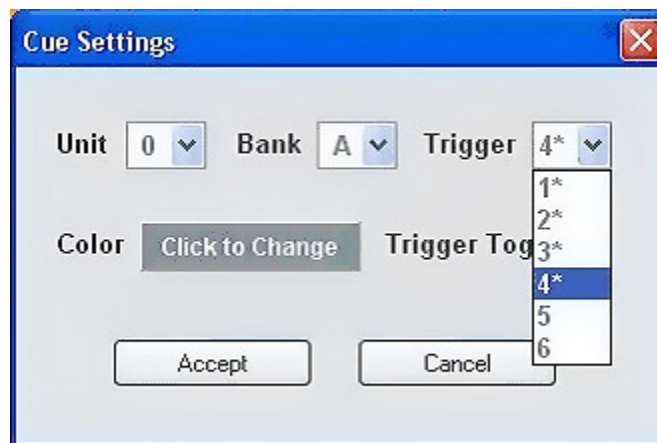 Cue Settings
Unit 0 Bank A Trigger 4*
1*
2*
3*
4*
5
6
Color Click to Change Trigger Tog
Accept Cancel